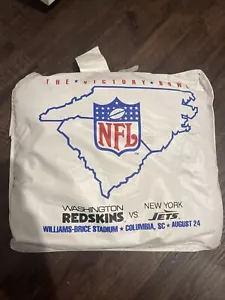 THE ★ VICTORY ★ BOWL
NFL
WASHINGTON NEW YORK
REDSKINS VS. JETS
WILLIAMS-BRICE STADIUM ★ COLUMBIA, SC ★ AUGUST 24